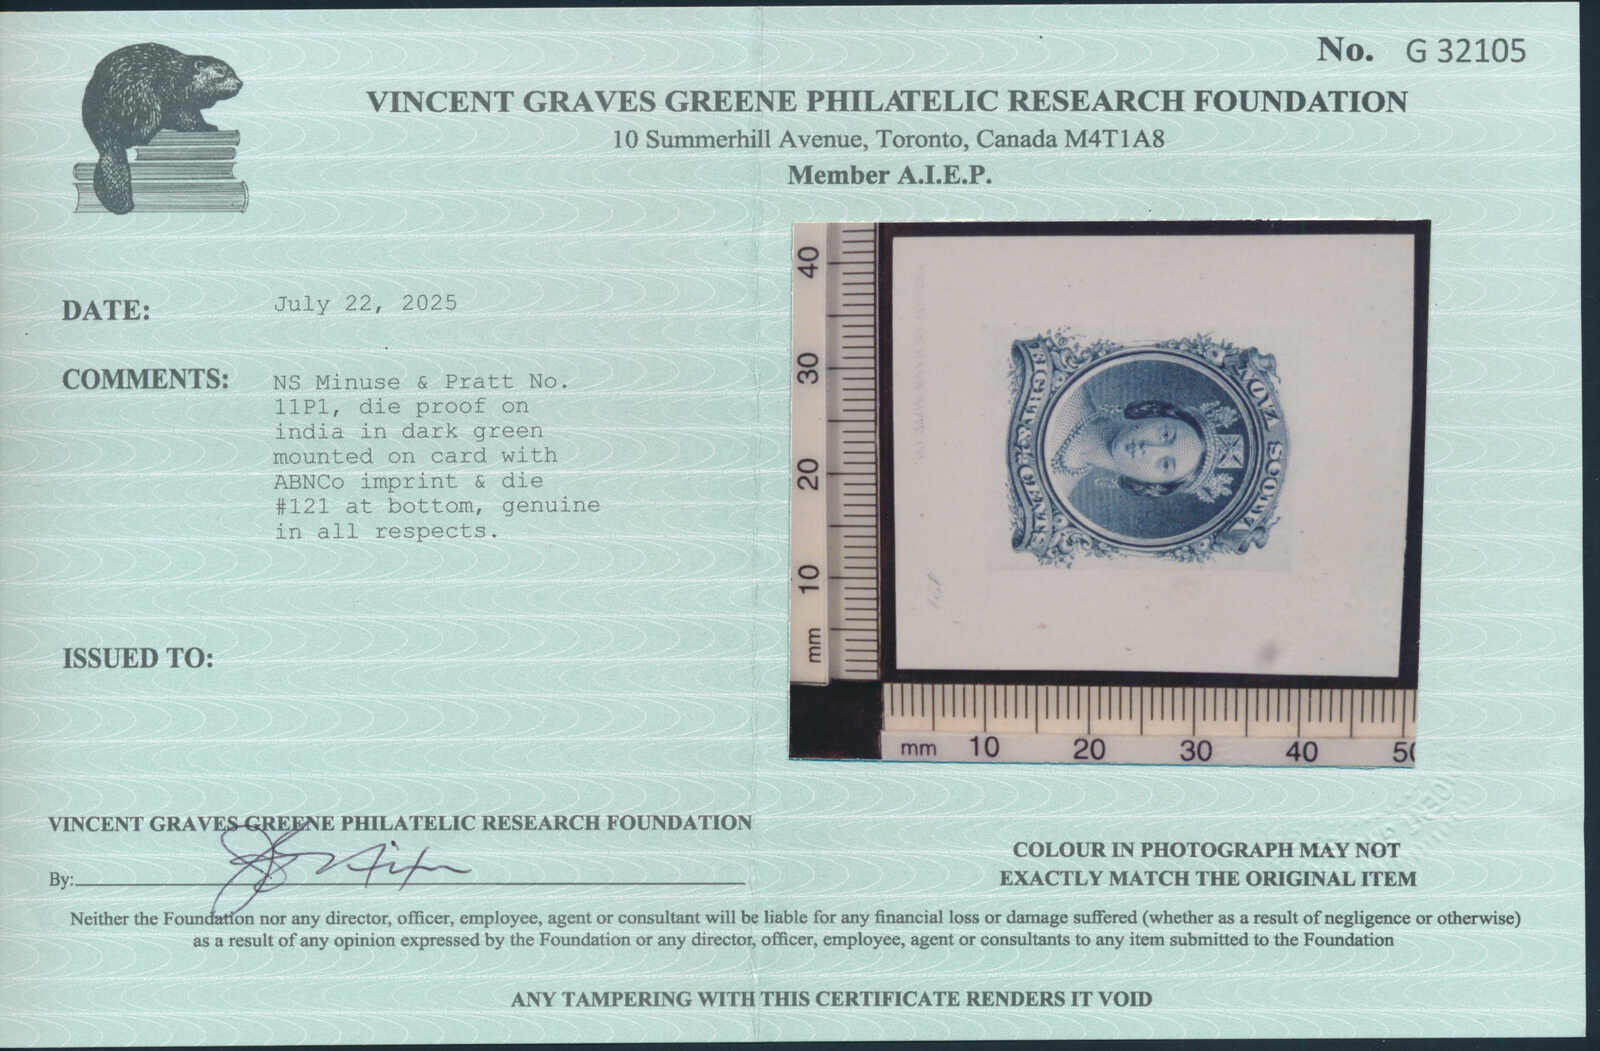 No. G 32105
VINCENT GRAVES GREENE PHILATELIC RESEARCH FOUNDATION
10 Summerhill Avenue, Toronto, Canada M4T1A8
Member A.I.E.P.
DATE: July 22, 2025
COMMENTS: NS Minuse & Pratt No.
11P1, die proof on
india in dark green
mounted on card with
ABNCo imprint & die
#121 at bottom, genuine
in all respects.
ISSUED TO:
40
30
20
10
mm
NOVA SCOTIA
mm 10 20 30 40 50
VINCENT GRAVES GREENE PHILATELIC RESEARCH FOUNDATION
By:
COLOUR IN PHOTOGRAPH MAY NOT
EXACTLY MATCH THE ORIGINAL ITEM
Neither the Foundation nor any director, officer, employee, agent or consultant will be liable for any financial loss or damage suffered (whether as a result of negligence or otherwise)
as a result of any opinion expressed by the Foundation or any director, officer, employee, agent or consultants to any item submitted to the Foundation
ANY TAMPERING WITH THIS CERTIFICATE RENDERS IT VOID